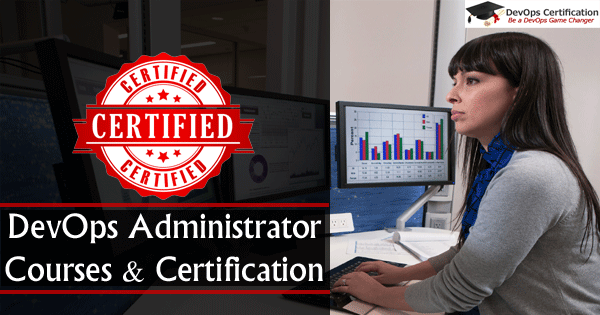 DevOps Certification
Be a DevOps Game Changer
CERTIFIED
CERTIFIED
CERTIFIED
DevOps Administrator
Courses & Certification